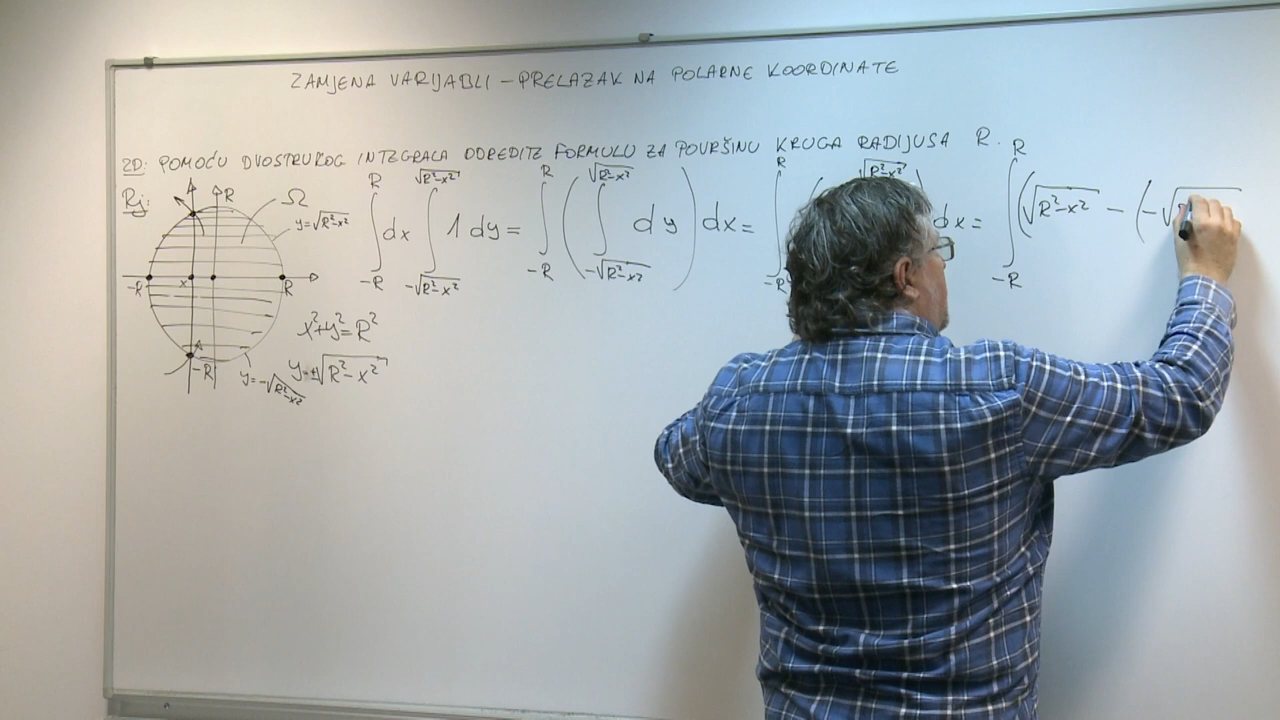 ZAMJENA VARIJABLI – PRELAZAK NA POLARNE KOORDINATE
ZD: POMOĆU DVOSTRUKOG INTEGRALA ODREDITE FORMULU ZA POVRŠINU KRUGA RADIJUSA R.
Rj:
R
Ω
y=√(R²-x²)
-R
x
R
-R
y=-√(R²-x²)
x²+y²=R²
y=±√(R²-x²)
∫_{-R}^{R} dx ∫_{-√(R²-x²)}^{√(R²-x²)} 1 dy = ∫_{-R}^{R} ( ∫_{-√(R²-x²)}^{√(R²-x²)} dy ) dx = ∫_{-R}^{R} ( √(R²-x²) ) dx = ∫_{-R}^{R} (√(R²-x²) - (-√